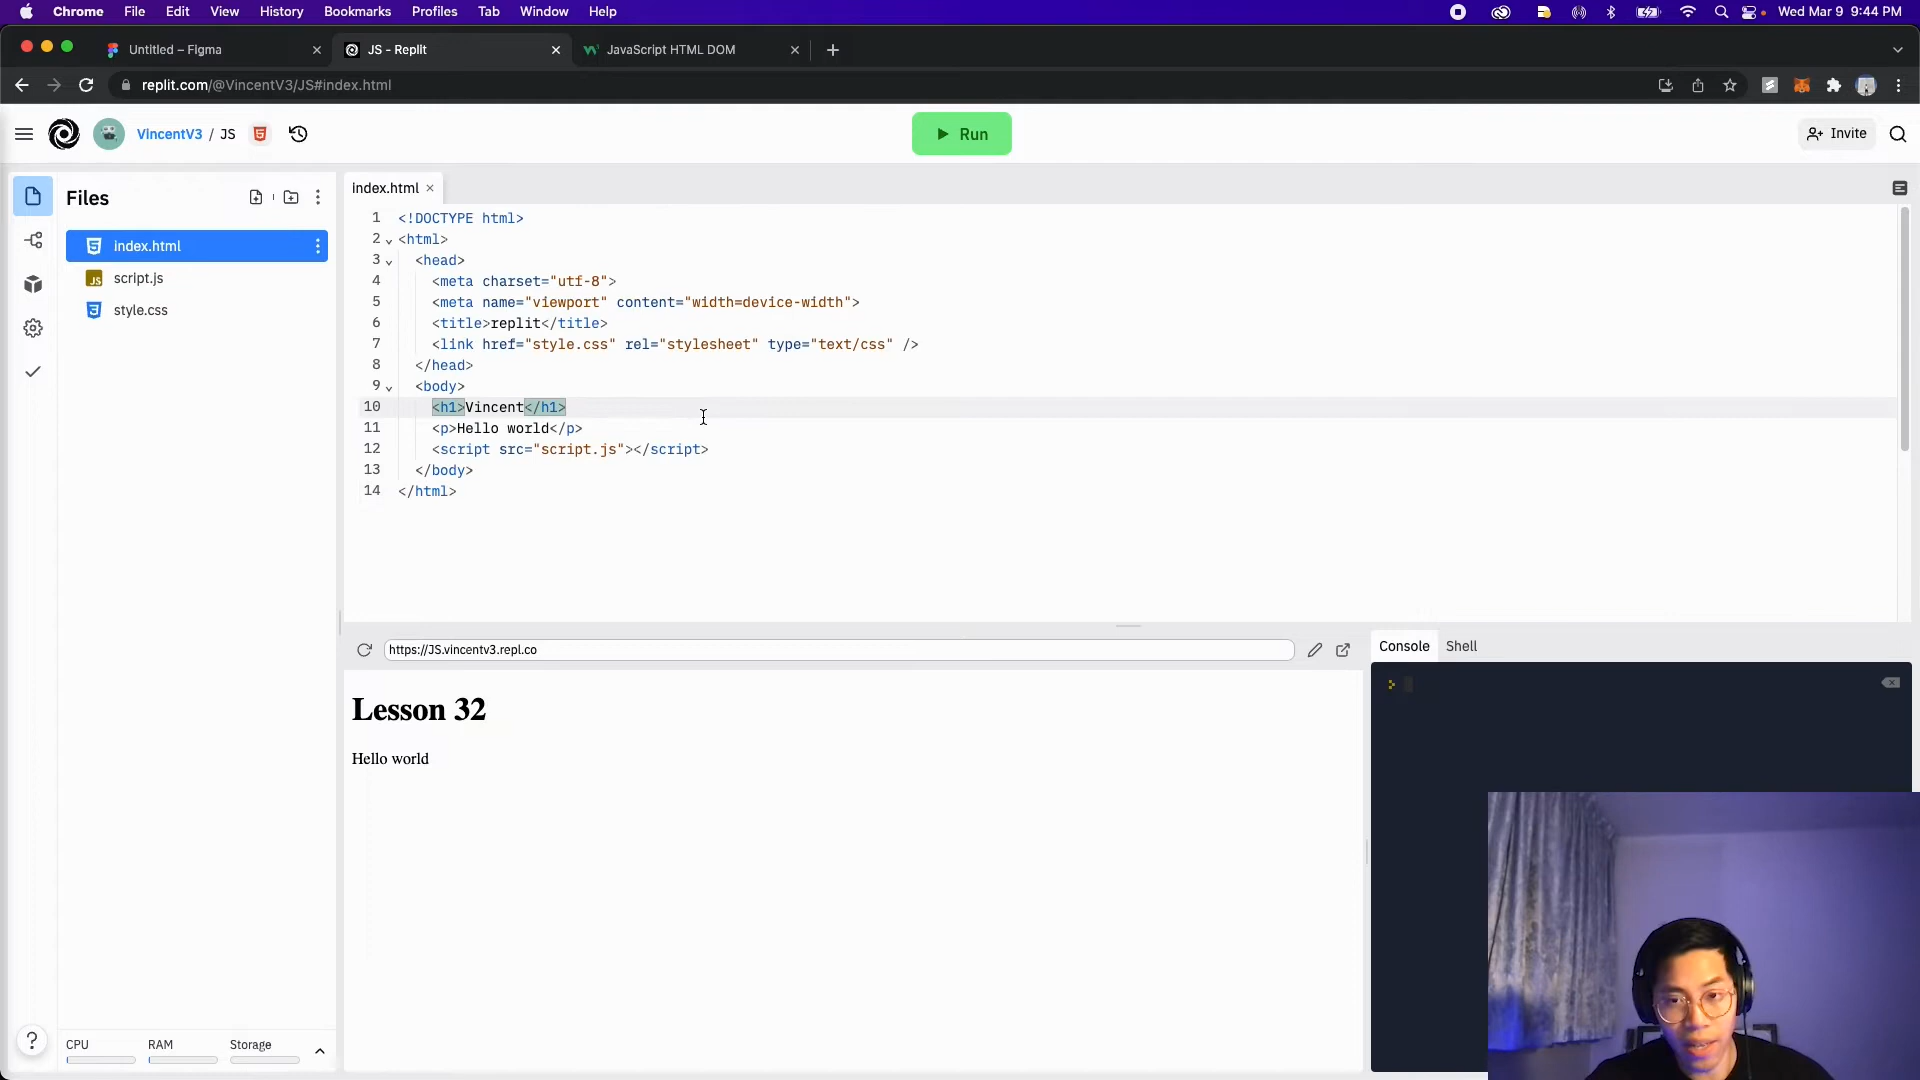 Chrome File Edit View History Bookmarks Profiles Tab Window Help Wed Mar 9 9:44 PM
Untitled – Figma JS - Replit JavaScript HTML DOM
replit.com/@VincentV3/JS#index.html
VincentV3 / JS Run Invite
Files
index.html
script.js
style.css
index.html
1 <!DOCTYPE html>
2 <html>
3 <head>
4 <meta charset="utf-8">
5 <meta name="viewport" content="width=device-width">
6 <title>replit</title>
7 <link href="style.css" rel="stylesheet" type="text/css" />
8 </head>
9 <body>
10 <h1>Vincent</h1>
11 <p>Hello world</p>
12 <script src="script.js"></script>
13 </body>
14 </html>
https://JS.vincentv3.repl.co
Console Shell
Lesson 32
Hello world
CPU RAM Storage